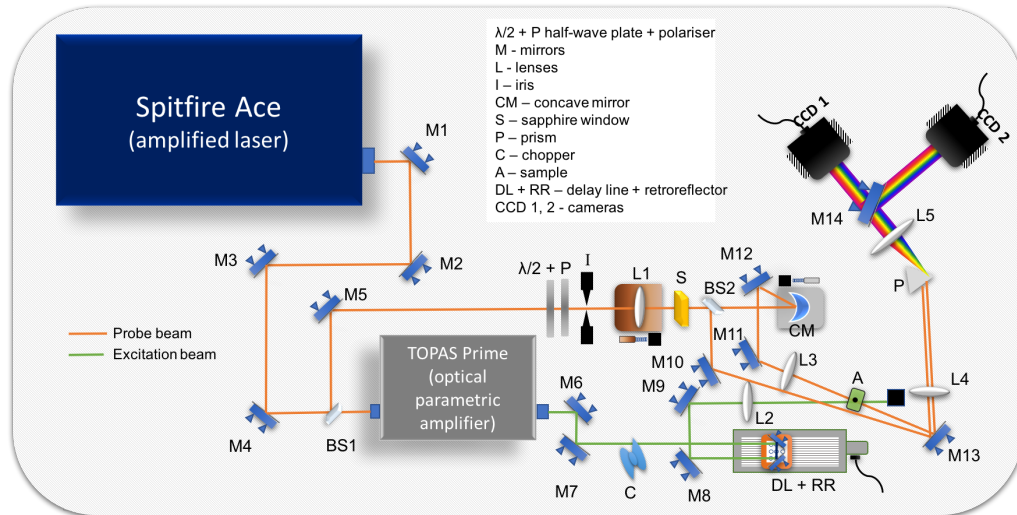 Spitfire Ace
(amplified laser)
λ/2 + P half-wave plate + polariser
M - mirrors
L - lenses
I – iris
CM – concave mirror
S – sapphire window
P – prism
C – chopper
A – sample
DL + RR – delay line + retroreflector
CCD 1, 2 - cameras
CCD 1
CCD 2
M1
M2
M3
M5
λ/2 + P
I
L1
S
BS2
M12
CM
M14
L5
P
Probe beam
Excitation beam
TOPAS Prime
(optical
parametric
amplifier)
M4
BS1
M6
M7
C
M8
M9
M10
M11
L3
L2
A
L4
M13
DL + RR